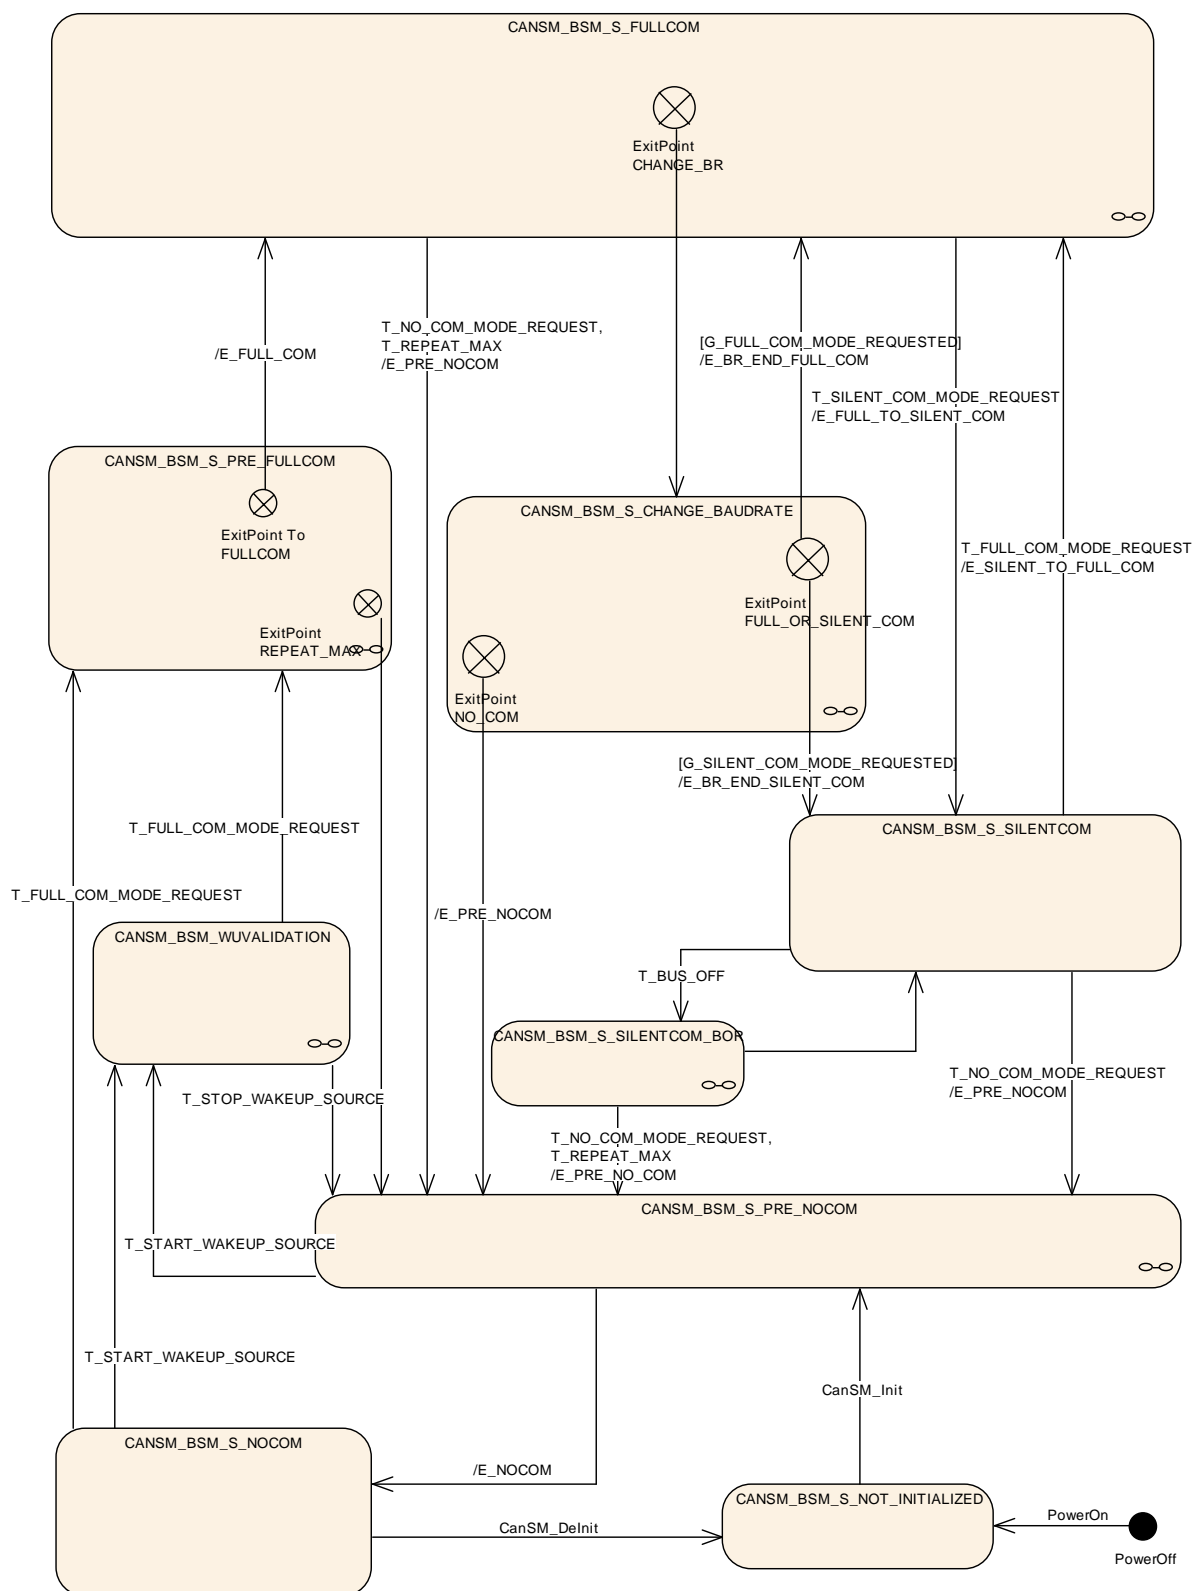 CANSM_BSM_S_FULLCOM
ExitPoint
CHANGE_BR
T_NO_COM_MODE_REQUEST,
T_REPEAT_MAX
/E_PRE_NOCOM
/E_FULL_COM
[G_FULL_COM_MODE_REQUESTED]
/E_BR_END_FULL_COM
T_SILENT_COM_MODE_REQUEST
/E_FULL_TO_SILENT_COM
CANSM_BSM_S_PRE_FULLCOM
ExitPoint To
FULLCOM
ExitPoint
REPEAT_MAX
CANSM_BSM_S_CHANGE_BAUDRATE
ExitPoint
FULL_OR_SILENT_COM
ExitPoint
NO_COM
T_FULL_COM_MODE_REQUEST
/E_SILENT_TO_FULL_COM
[G_SILENT_COM_MODE_REQUESTED]
/E_BR_END_SILENT_COM
T_FULL_COM_MODE_REQUEST
CANSM_BSM_S_SILENTCOM
T_FULL_COM_MODE_REQUEST
/E_PRE_NOCOM
CANSM_BSM_WUVALIDATION
T_BUS_OFF
CANSM_BSM_S_SILENTCOM_BOR
T_NO_COM_MODE_REQUEST
/E_PRE_NOCOM
T_STOP_WAKEUP_SOURCE
T_NO_COM_MODE_REQUEST,
T_REPEAT_MAX
/E_PRE_NO_COM
CANSM_BSM_S_PRE_NOCOM
T_START_WAKEUP_SOURCE
T_START_WAKEUP_SOURCE
CanSM_Init
CANSM_BSM_S_NOCOM
/E_NOCOM
CANSM_BSM_S_NOT_INITIALIZED
PowerOn
CanSM_DeInit
PowerOff